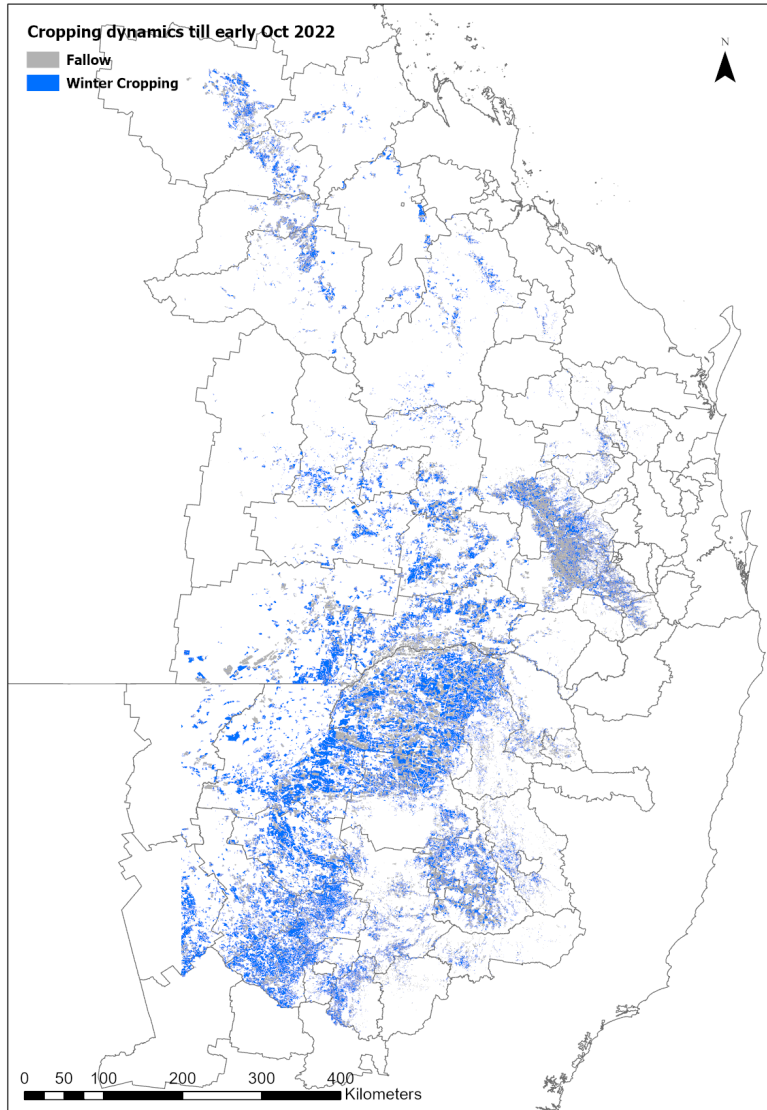 Cropping dynamics till early Oct 2022
Fallow
Winter Cropping
N
0 50 100 200 300 400
Kilometers